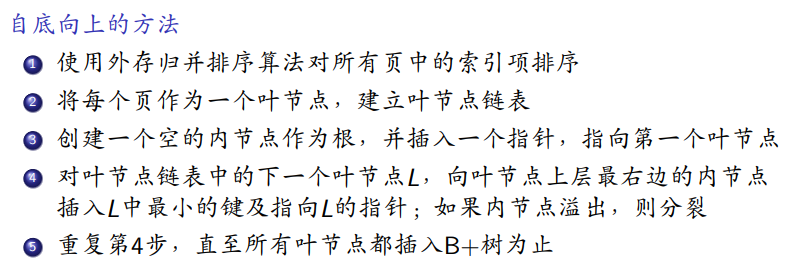 自底向上的方法
1 使用外存归并排序算法对所有页中的索引项排序
2 将每个页作为一个叶节点，建立叶节点链表
3 创建一个空的内节点作为根，并插入一个指针，指向第一个叶节点
4 对叶节点链表中的下一个叶节点L，向叶节点上层最右边的内节点
插入L中最小的键及指向L的指针；如果内节点溢出，则分裂
5 重复第4步，直至所有叶节点都插入B+树为止